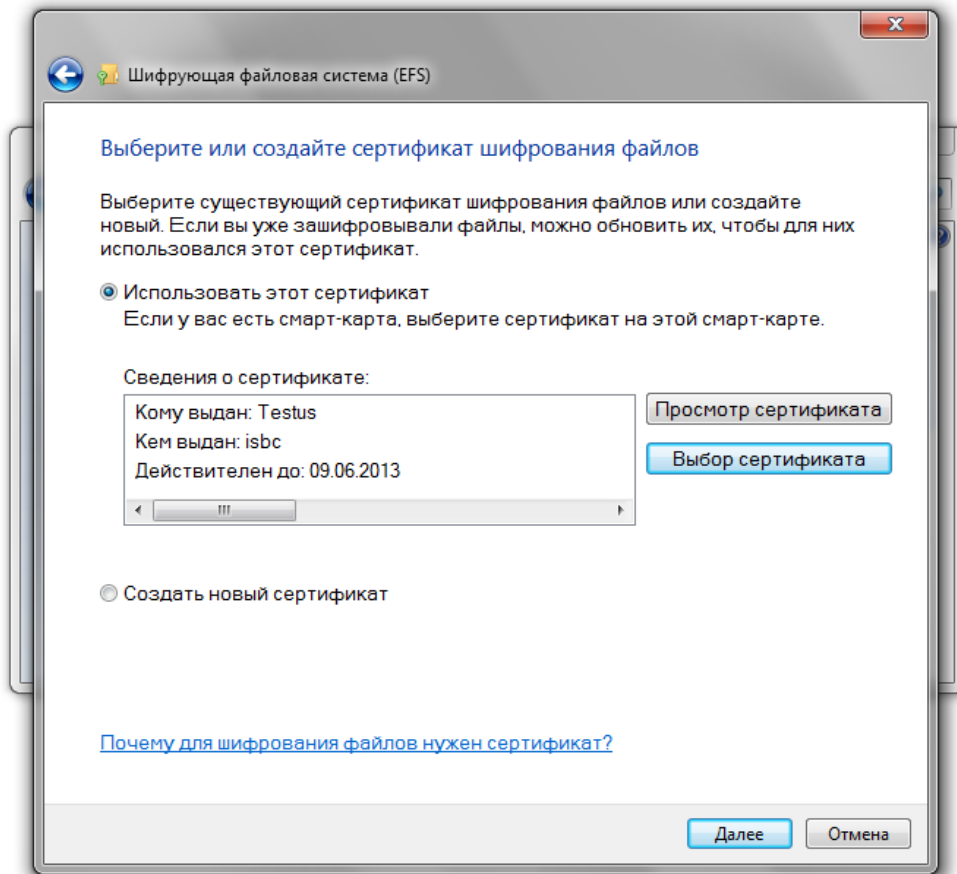 Шифрующая файловая система (EFS)
Выберите или создайте сертификат шифрования файлов
Выберите существующий сертификат шифрования файлов или создайте
новый. Если вы уже зашифровывали файлы, можно обновить их, чтобы для них
использовался этот сертификат.
Использовать этот сертификат
Если у вас есть смарт-карта, выберите сертификат на этой смарт-карте.
Сведения о сертификате:
Кому выдан: Testus
Просмотр сертификата
Кем выдан: isbc
Выбор сертификата
Действителен до: 09.06.2013
Создать новый сертификат
Почему для шифрования файлов нужен сертификат?
Далее
Отмена